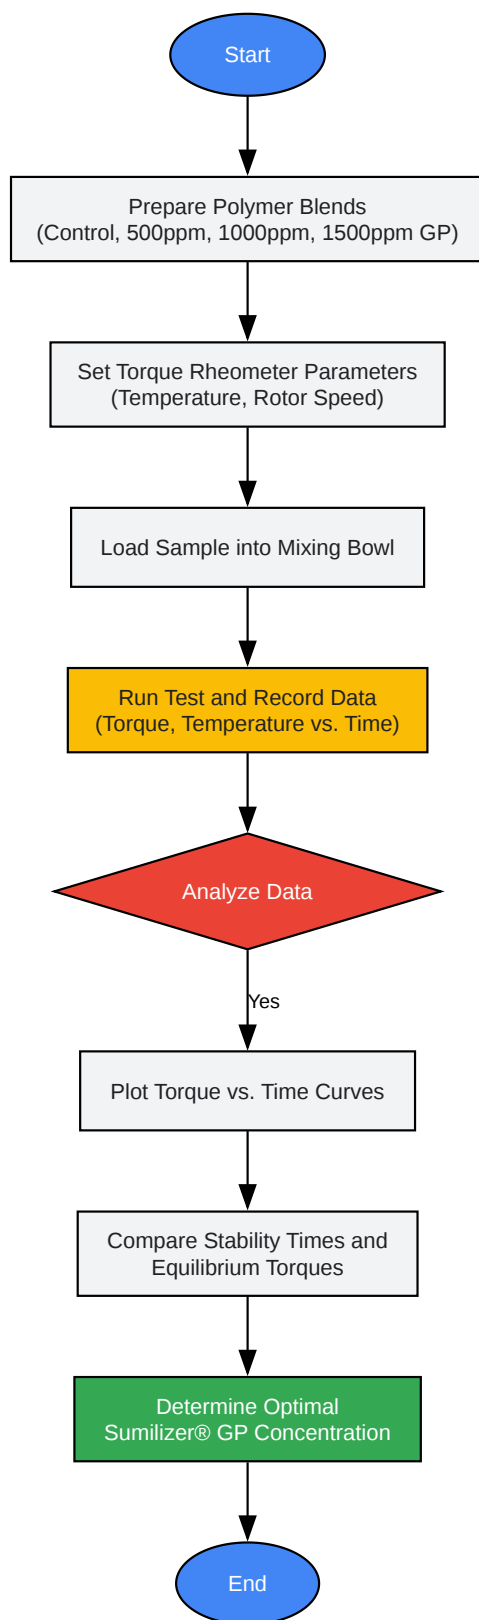 Start
Prepare Polymer Blends
(Control, 500ppm, 1000ppm, 1500ppm GP)
Set Torque Rheometer Parameters
(Temperature, Rotor Speed)
Load Sample into Mixing Bowl
Run Test and Record Data
(Torque, Temperature vs. Time)
Analyze Data
Yes
Plot Torque vs. Time Curves
Compare Stability Times and
Equilibrium Torques
Determine Optimal
Sumilizer® GP Concentration
End